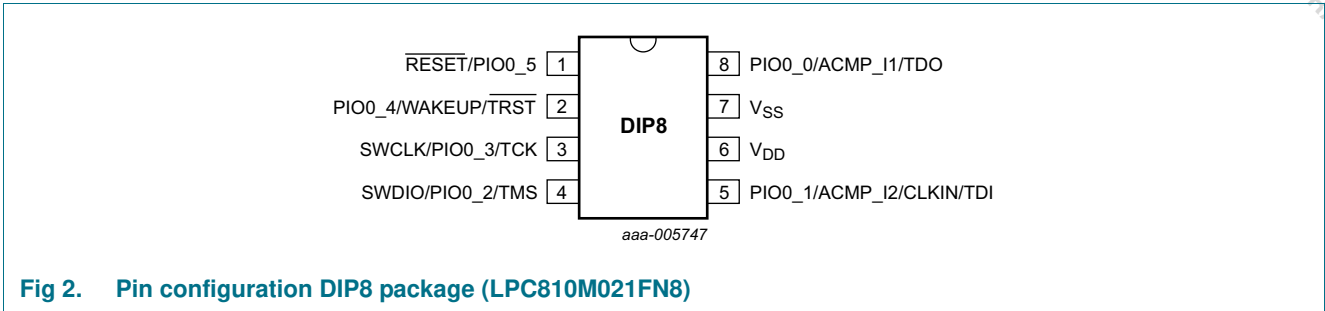 RESET/PIO0_5 1 8 PIO0_0/ACMP_I1/TDO
PIO0_4/WAKEUP/TRST 2 7 VSS
DIP8
SWCLK/PIO0_3/TCK 3 6 VDD
SWDIO/PIO0_2/TMS 4 5 PIO0_1/ACMP_I2/CLKIN/TDI
aaa-005747
Fig 2. Pin configuration DIP8 package (LPC810M021FN8)